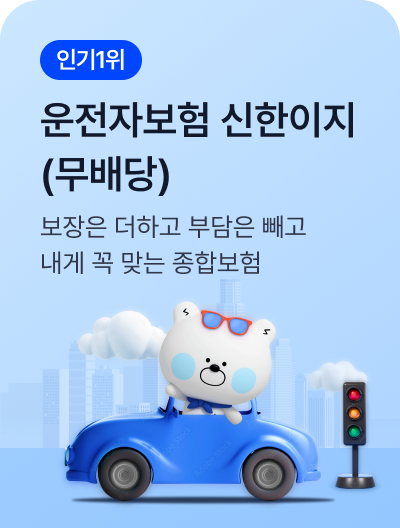 인기1위
운전자보험 신한이지
(무배당)
보장은 더하고 부담은 빼고
내게 꼭 맞는 종합보험